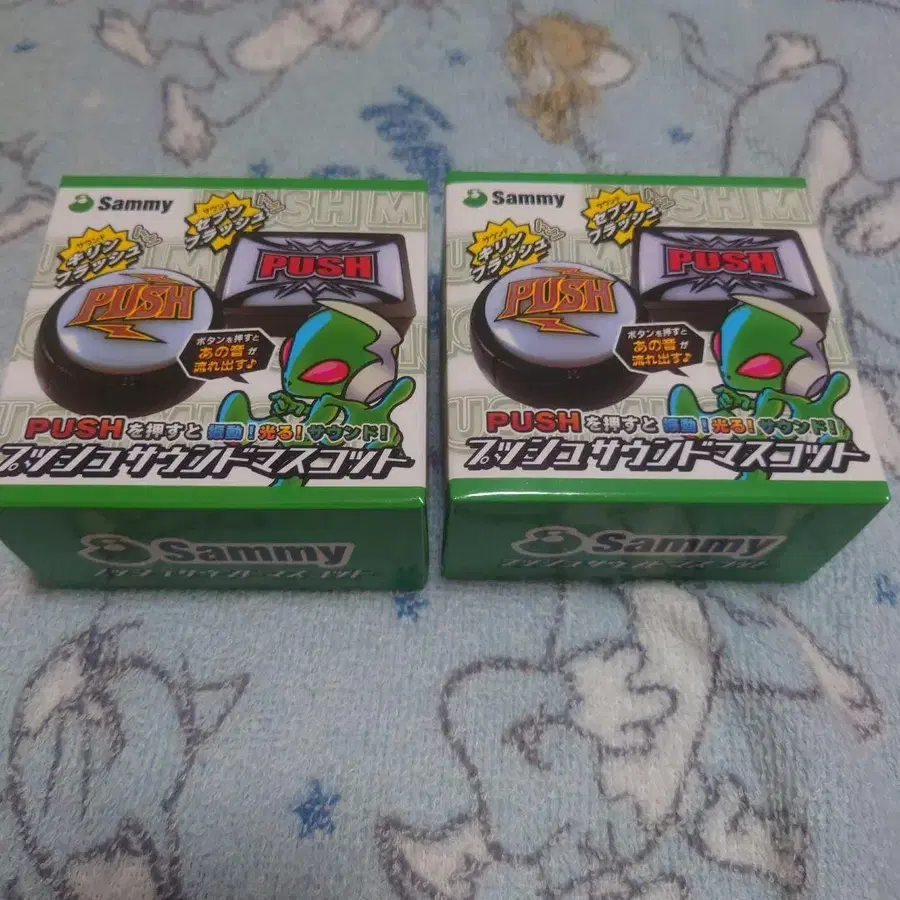 Sammy
サウンド
セブン
フラッシュ
サウンド
キリン
フラッシュ
PUSH
PUSH
ボタンを押すと
あの音が
流れ出す♪
PUSHを押すと 振動!光る!サウンド!
プッシュサウンドマスコット
Sammy
Sammy
サウンド
セブン
フラッシュ
サウンド
キリン
フラッシュ
PUSH
PUSH
ボタンを押すと
あの音が
流れ出す♪
PUSHを押すと 振動!光る!サウンド!
プッシュサウンドマスコット
Sammy